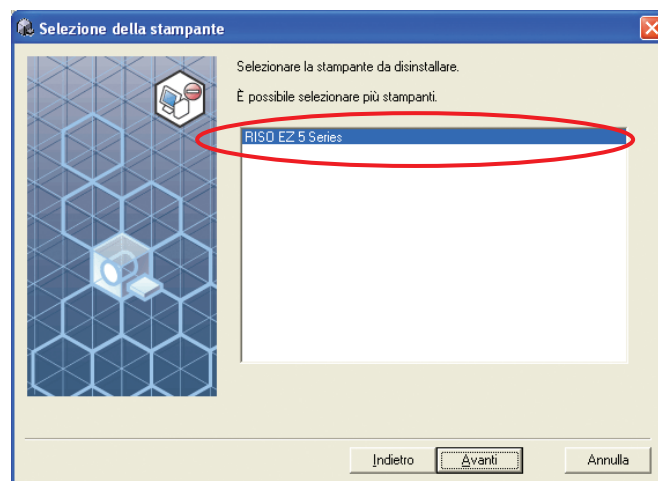 Selezione della stampante
Selezionare la stampante da disinstallare.
È possibile selezionare più stampanti.
RISO EZ 5 Series
Indietro
Avanti
Annulla